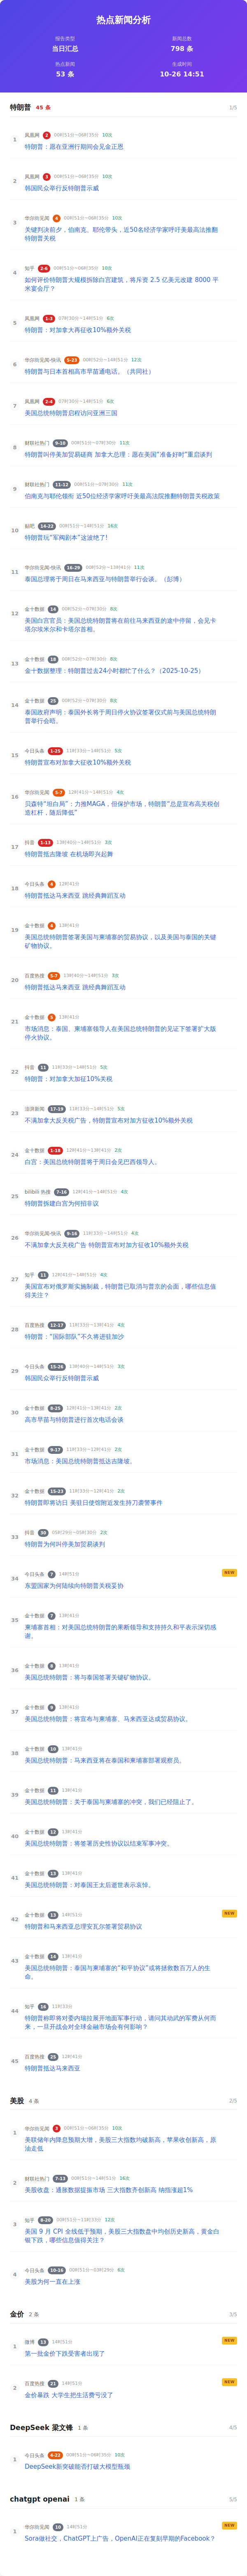 热点新闻分析
报告类型
新闻总数
当日汇总
798 条
热点新闻
生成时间
53 条
10-26 14:51
特朗普 45 条 1/5
1 凤凰网 2 00时51分~06时35分 10次
特朗普：愿在亚洲行期间会见金正恩
2 凤凰网 3 00时51分~06时35分 10次
韩国民众举行反特朗普示威
3 华尔街见闻 4 00时51分~06时35分 10次
关键判决前夕，伯南克、耶伦带头，近50名经济学家呼吁美最高法推翻
特朗普关税
4 知乎 2-6 00时51分~06时35分 10次
如何评价特朗普大规模拆除白宫建筑，将斥资 2.5 亿美元改建 8000 平
米宴会厅？
5 凤凰网 1-3 07时30分~14时51分 6次
特朗普：对加拿大再征收10%额外关税
6 华尔街见闻-快讯 5-23 00时52分~14时51分 12次
特朗普与日本首相高市早苗通电话。（共同社）
7 凤凰网 2-4 07时30分~14时51分 6次
美国总统特朗普启程访问亚洲三国
8 财联社热门 9-10 00时51分~07时30分 11次
特朗普叫停美加贸易磋商 加拿大总理：愿在美国“准备好时”重启谈判
9 财联社热门 11-12 00时51分~07时30分 11次
伯南克与耶伦领衔 近50位经济学家呼吁美国最高法院推翻特朗普关税政策
10 贴吧 14-22 00时51分~14时51分 16次
特朗普玩“军阀剧本”这波绝了！
11 华尔街见闻-快讯 16-29 00时52分~13时41分 11次
泰国总理将于周日在马来西亚与特朗普举行会谈。（彭博）
12 金十数据 14 00时52分~07时30分 8次
美国白宫官员：美国总统特朗普将在前往马来西亚的途中停留，会见卡
塔尔埃米尔和卡塔尔首相。
13 金十数据 18 00时52分~07时30分 8次
金十数据整理：特朗普过去24小时都忙了什么？（2025-10-25）
14 金十数据 25 00时52分~07时30分 8次
泰国政府声明：泰国外长将于周日停火协议签署仪式前与美国总统特朗
普举行会晤。
15 今日头条 1-25 11时33分~14时51分 5次
特朗普宣布对加拿大征收10%额外关税
16 华尔街见闻 5-7 12时41分~14时51分 4次
贝森特“坦白局”：力推MAGA，但保护市场，特朗普“总是宣布高关税创
造杠杆，随后降低”
17 抖音 1-13 13时40分~14时51分 3次
特朗普抵吉隆坡 在机场即兴起舞
18 今日头条 4 12时41分
特朗普抵达马来西亚 跳经典舞蹈互动
19 金十数据 4 13时41分
美国总统特朗普签署美国与柬埔寨的贸易协议，以及美国与泰国的关键
矿物协议。
20 百度热搜 5-7 13时40分~14时51分 3次
特朗普抵达马来西亚 跳经典舞蹈互动
21 金十数据 5 13时41分
市场消息：泰国、柬埔寨领导人在美国总统特朗普的见证下签署扩大版
停火协议。
22 抖音 11 11时33分~14时51分 5次
特朗普：对加拿大加征10%关税
23 澎湃新闻 17-19 11时33分~14时51分 5次
不满加拿大反关税广告，特朗普宣布对加方征收10%额外关税
24 金十数据 1-18 12时41分~13时41分 2次
白宫：美国总统特朗普将于周日会见巴西领导人。
25 bilibili 热搜 7-16 12时41分~14时51分 4次
特朗普拆建白宫为何招非议
26 华尔街见闻-快讯 9-16 11时33分~14时51分 4次
不满加拿大反关税广告 特朗普宣布对加方征收10%额外关税
27 知乎 11 12时41分~14时51分 4次
美国宣布对俄罗斯实施制裁，特朗普已取消与普京的会面，哪些信息值
得关注？
28 百度热搜 12-17 11时33分~13时41分 4次
特朗普：“国际部队”不久将进驻加沙
29 今日头条 15-26 13时40分~14时51分 3次
韩国民众举行反特朗普示威
30 金十数据 8-25 12时41分~13时41分 2次
高市早苗与特朗普进行首次电话会谈
31 金十数据 9-17 11时33分~12时41分 2次
市场消息：美国总统特朗普抵达吉隆坡。
32 金十数据 15-23 11时33分~12时41分 2次
特朗普即将访日 美驻日使馆附近发生持刀袭警事件
33 抖音 30 05时29分~05时30分 2次
特朗普为何叫停美加贸易谈判
34 今日头条 7 14时51分 NEW
东盟国家为何陆续向特朗普关税妥协
35 金十数据 7 13时41分
柬埔寨首相：对美国总统特朗普的果断领导和支持持久和平表示深切感
谢。
36 金十数据 8 13时41分
美国总统特朗普：将与泰国签署关键矿物协议。
37 金十数据 9 13时41分
美国总统特朗普：将宣布与柬埔寨、马来西亚达成贸易协议。
38 金十数据 10 13时41分
美国总统特朗普：马来西亚将在泰国和柬埔寨部署观察员。
39 金十数据 11 13时41分
美国总统特朗普：关于泰国与柬埔寨的冲突，我们已经阻止了。
40 金十数据 12 13时41分
美国总统特朗普：将签署历史性协议以结束军事冲突。
41 金十数据 13 13时41分
美国总统特朗普：对泰国王太后逝世表示哀悼。
42 金十数据 13 14时51分 NEW
特朗普和马来西亚总理安瓦尔签署贸易协议
43 金十数据 14 13时41分
美国总统特朗普：泰国与柬埔寨的“和平协议”或将拯救数百万人的生
命。
44 知乎 16 11时33分
特朗普称即将对委内瑞拉展开地面军事行动，请问其动武的军费从何而
来，一旦开战会对全球金融市场会有何影响？
45 百度热搜 25 12时41分
特朗普抵达马来西亚
美股 4 条 2/5
1 华尔街见闻 2 00时51分~06时35分 10次
美联储年内降息预期大增，美股三大指数均破新高，苹果收创新高，原
油走低
2 财联社热门 7-13 00时51分~14时51分 16次
美股收盘：通胀数据提振市场 三大指数齐创新高 纳指涨超1%
3 知乎 8-20 00时51分~11时33分 12次
美国 9 月 CPI 全线低于预期，美股三大指数盘中均创历史新高，黄金白
银下跌，哪些信息值得关注？
4 今日头条 10-16 00时51分~03时29分 6次
美股为何一直在上涨
金价 2 条 3/5
1 微博 13 14时51分 NEW
第一批金价下跌受害者出现了
2 百度热搜 21 14时51分 NEW
金价暴跌 大学生把生活费亏没了
DeepSeek 梁文锋 1 条 4/5
1 今日头条 4-22 00时51分~06时35分 10次
DeepSeek新突破能否打破大模型瓶颈
chatgpt openai 1 条 5/5
1 华尔街见闻 10 14时51分 NEW
Sora做社交，ChatGPT上广告，OpenAI正在复刻早期的Facebook？